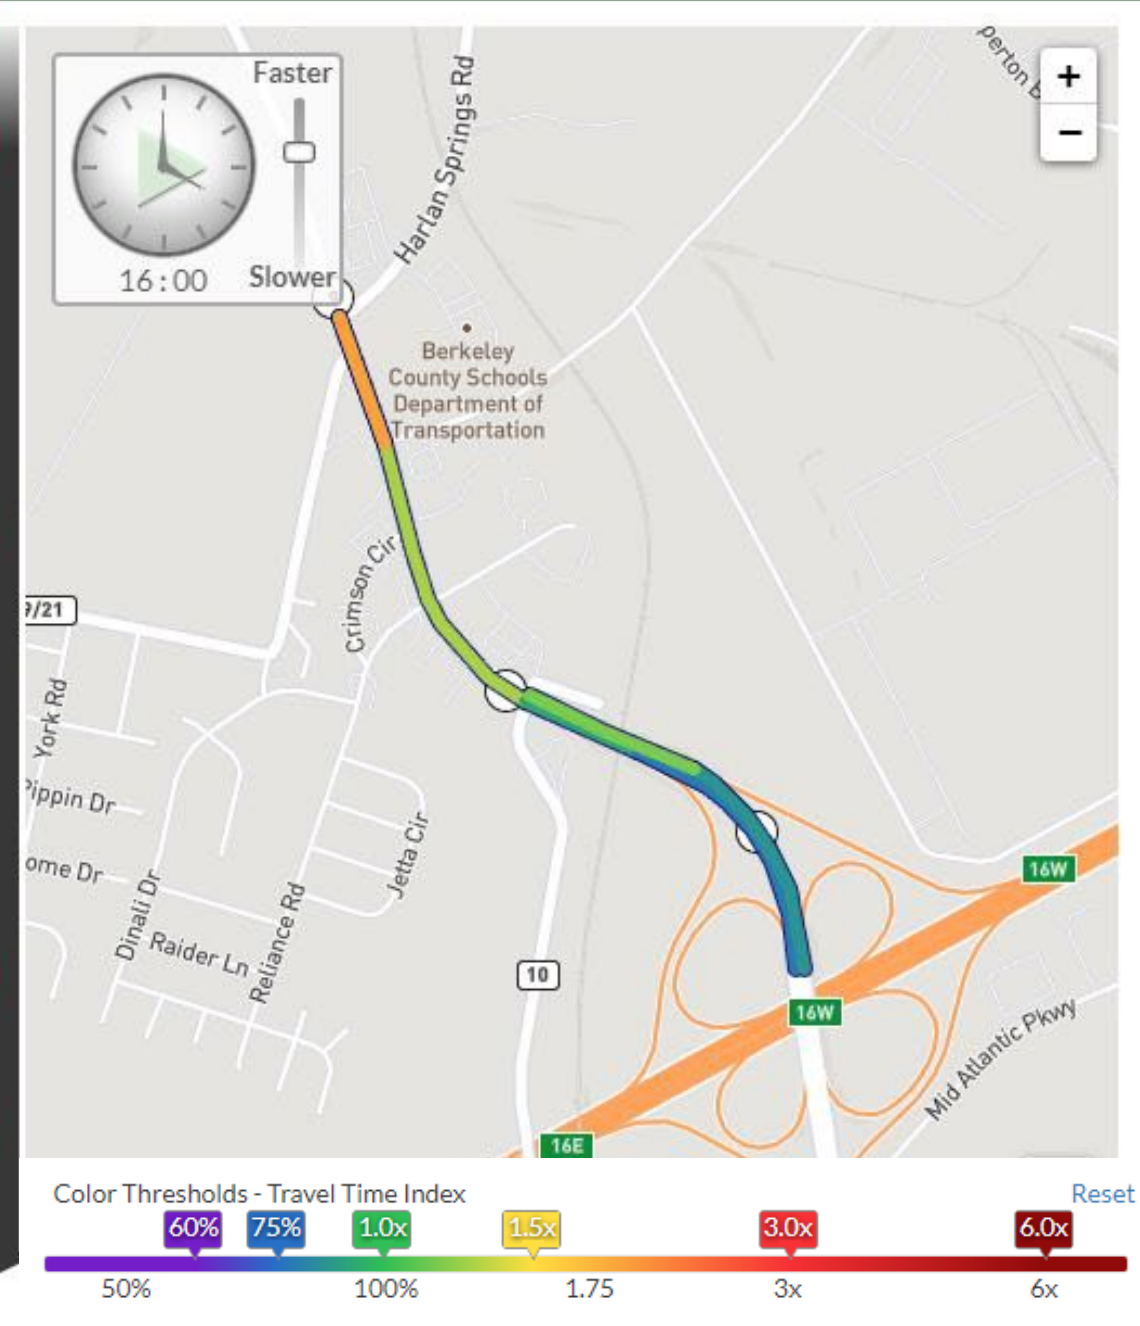 Faster
16:00
Slower
Harlan Springs Rd
+
−
Berkeley
County Schools
Department of
Transportation
Crimson Cir
9/21
York Rd
Pippin Dr
ome Dr
Dinali Dr
Raider Ln
Reliance Rd
Jetta Cir
10
16W
16W
Mid Atlantic Pkwy
16E
Color Thresholds - Travel Time Index
Reset
60% 75% 1.0x 1.5x 3.0x 6.0x
50% 100% 1.75 3x 6x